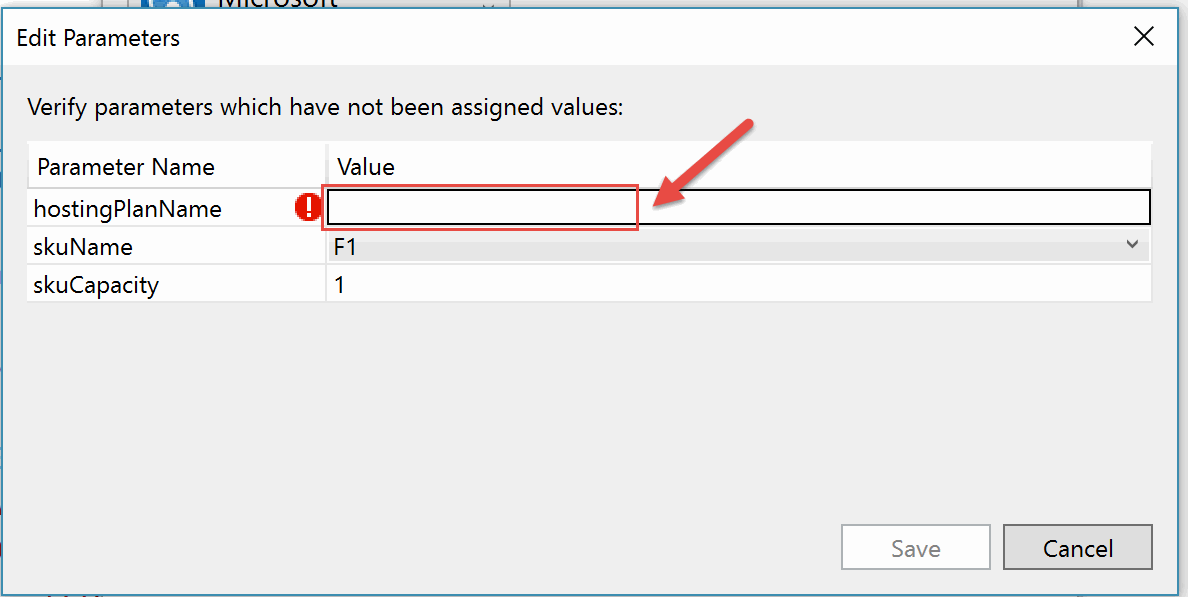 Microsoft
Edit Parameters
Verify parameters which have not been assigned values:
Parameter Name Value
hostingPlanName
skuName F1
skuCapacity 1
Save Cancel